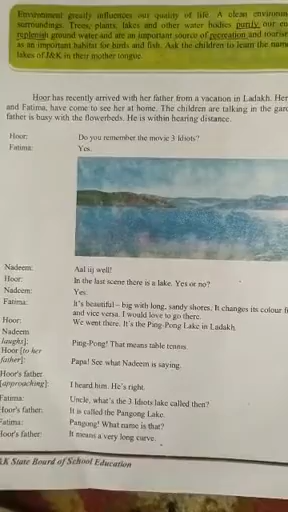 Environment greatly influences our quality of life. A clean
surroundings. Trees, plants, lakes and other water bodies purify our
replenish ground water and are an important source of recreation and
as an important habitat for birds and fish. Ask the children to learn the
lakes of J&K in their mother tongue.
Hoor has recently arrived with her father from a vacation in Ladakh. Her
and Fatima, have come to see her at home. The children are talking in the
father is busy with the flowerbeds. He is within hearing distance.
Hoor: Do you remember the movie 3 Idiots?
Fatima: Yes.
Nadeem: Aal iij well!
Hoor: In the last scene there is a lake. Yes or no?
Nadeem: Yes.
Fatima: It's beautiful – big with long, sandy shores. It changes its colour
and vice versa. I would love to go there.
Hoor: We went there. It's the Ping-Pong Lake in Ladakh.
Nadeem
laughs]: Ping-Pong! That means table tennis.
Hoor [to her
father]: Papa! See what Nadeem is saying.
Hoor's father
[approaching]: I heard him. He's right.
Fatima: Uncle, what's the 3 Idiots lake called then?
Hoor's father: It is called the Pangong Lake.
Fatima: Pangong! What name is that?
Hoor's father: It means a very long curve.
&K State Board of School Education